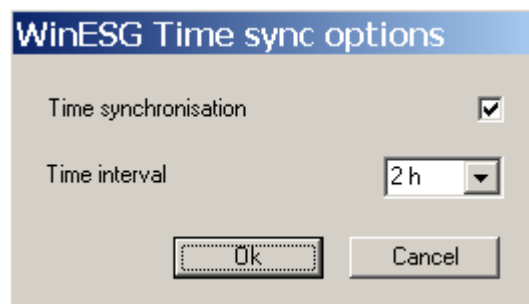 WinESG Time sync options
Time synchronisation
Time interval 2 h
Ok Cancel